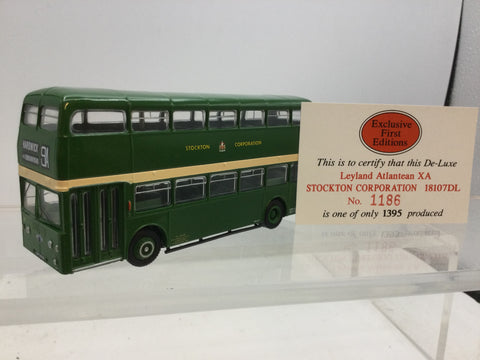 HARDWICK
91
STOCKTON CORPORATION
Exclusive
First
Editions
This is to certify that this De-Luxe
Leyland Atlantean XA
STOCKTON CORPORATION 18107DL
No. 1186
is one of only 1395 produced